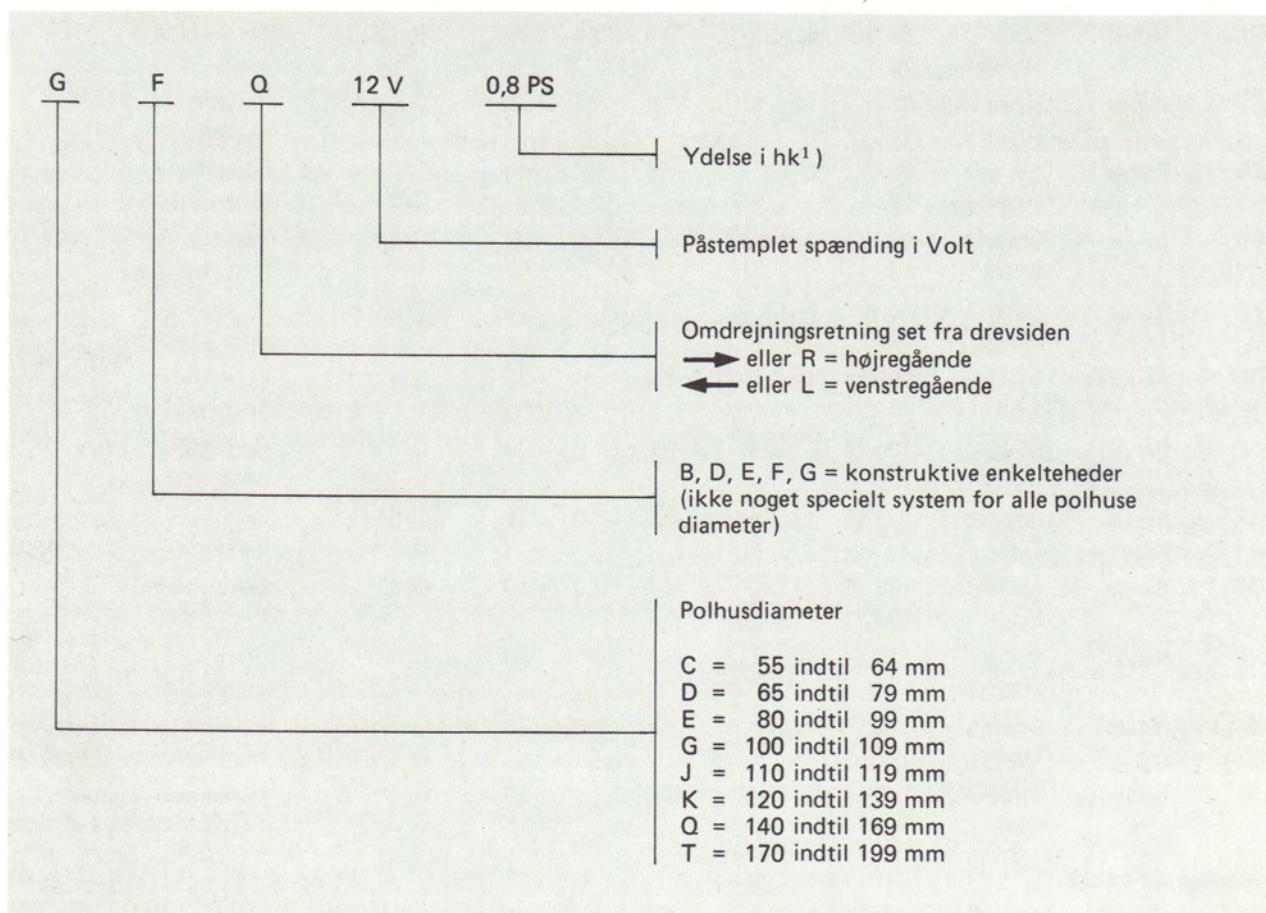 G F Q 12 V 0,8 PS
Ydelse i hk¹)
Påstemplet spænding i Volt
Omdrejningsretning set fra drevsiden
→ eller R = højregående
← eller L = venstregående
B, D, E, F, G = konstruktive enkelteheder
(ikke noget specielt system for alle polhuse
diameter)
Polhusdiameter
C = 55 indtil 64 mm
D = 65 indtil 79 mm
E = 80 indtil 99 mm
G = 100 indtil 109 mm
J = 110 indtil 119 mm
K = 120 indtil 139 mm
Q = 140 indtil 169 mm
T = 170 indtil 199 mm